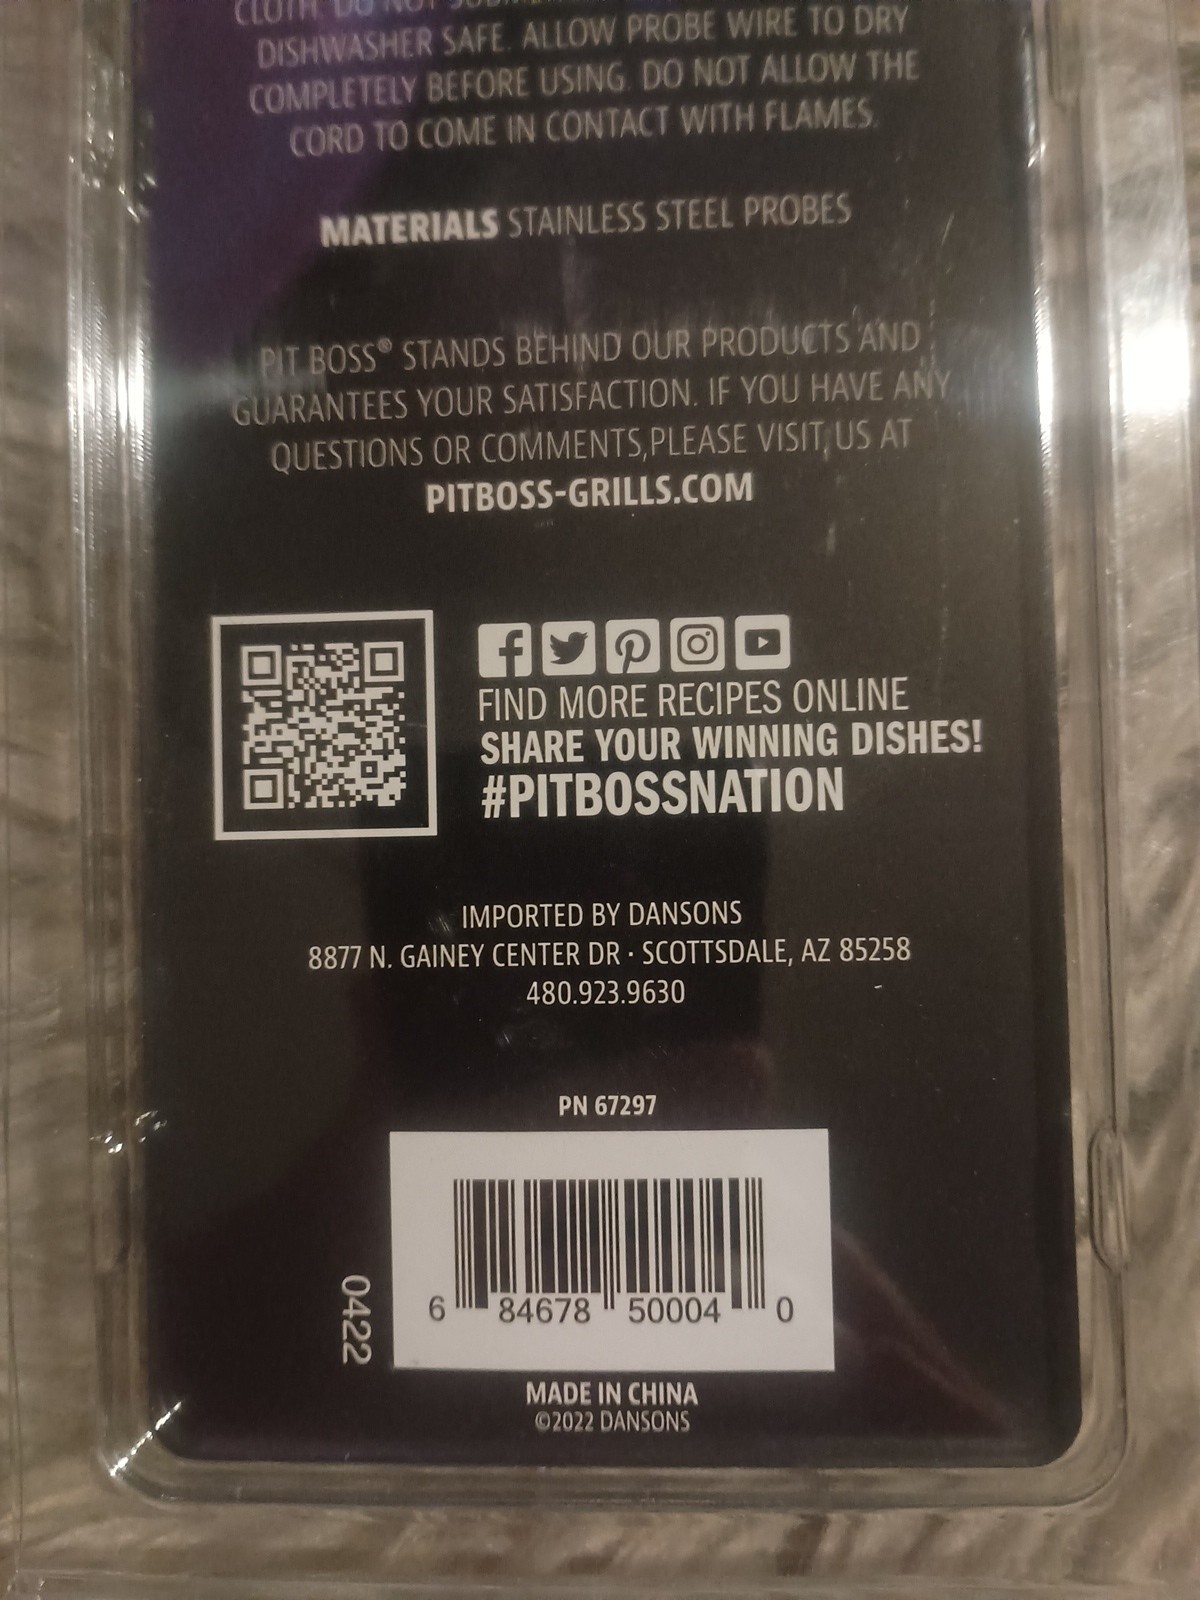 CLOTH. DO NOT
DISHWASHER SAFE. ALLOW PROBE WIRE TO DRY
COMPLETELY BEFORE USING. DO NOT ALLOW THE
CORD TO COME IN CONTACT WITH FLAMES.
MATERIALS STAINLESS STEEL PROBES
PIT BOSS® STANDS BEHIND OUR PRODUCTS AND
GUARANTEES YOUR SATISFACTION. IF YOU HAVE ANY
QUESTIONS OR COMMENTS, PLEASE VISIT US AT
PITBOSS-GRILLS.COM
FIND MORE RECIPES ONLINE
SHARE YOUR WINNING DISHES!
#PITBOSSNATION
IMPORTED BY DANSONS
8877 N. GAINEY CENTER DR · SCOTTSDALE, AZ 85258
480.923.9630
PN 67297
6 84678 50004 0
0422
MADE IN CHINA
©2022 DANSONS